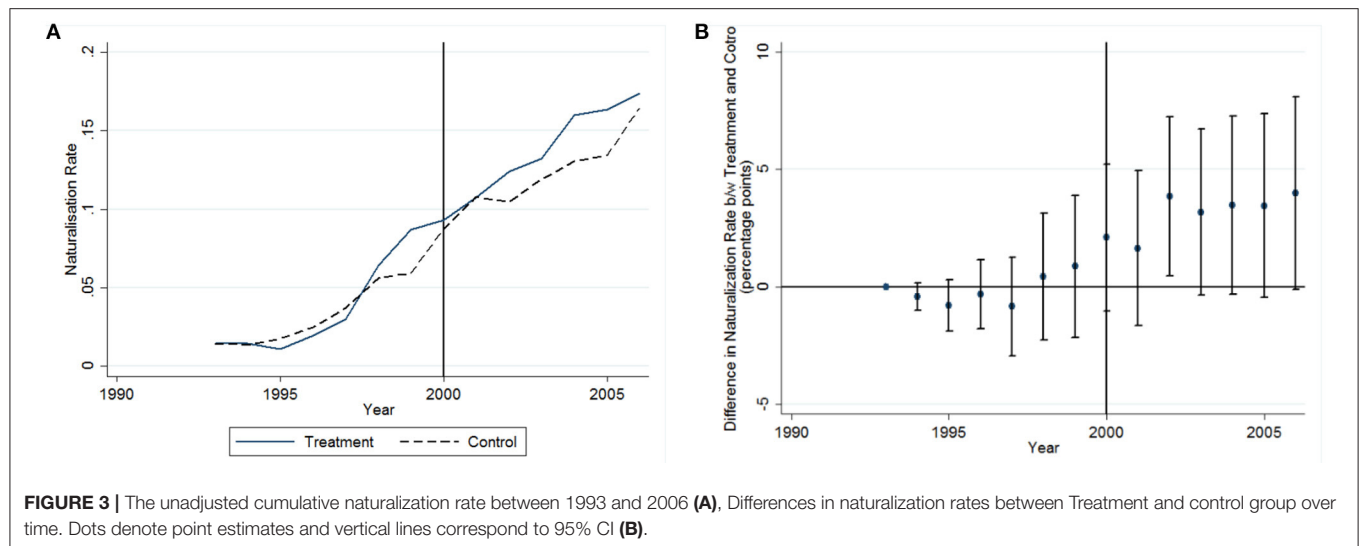 A
Naturalisation Rate
.2
.15
.1
.05
0
1990
1995
2000
2005
Year
Treatment
Control
B
Difference in Naturalization Rate b/w Treatnment and Cotro
(percentage points)
10
5
0
-5
1990
1995
2000
2005
Year
FIGURE 3 | The unadjusted cumulative naturalization rate between 1993 and 2006 (A), Differences in naturalization rates between Treatment and control group over
time. Dots denote point estimates and vertical lines correspond to 95% CI (B).